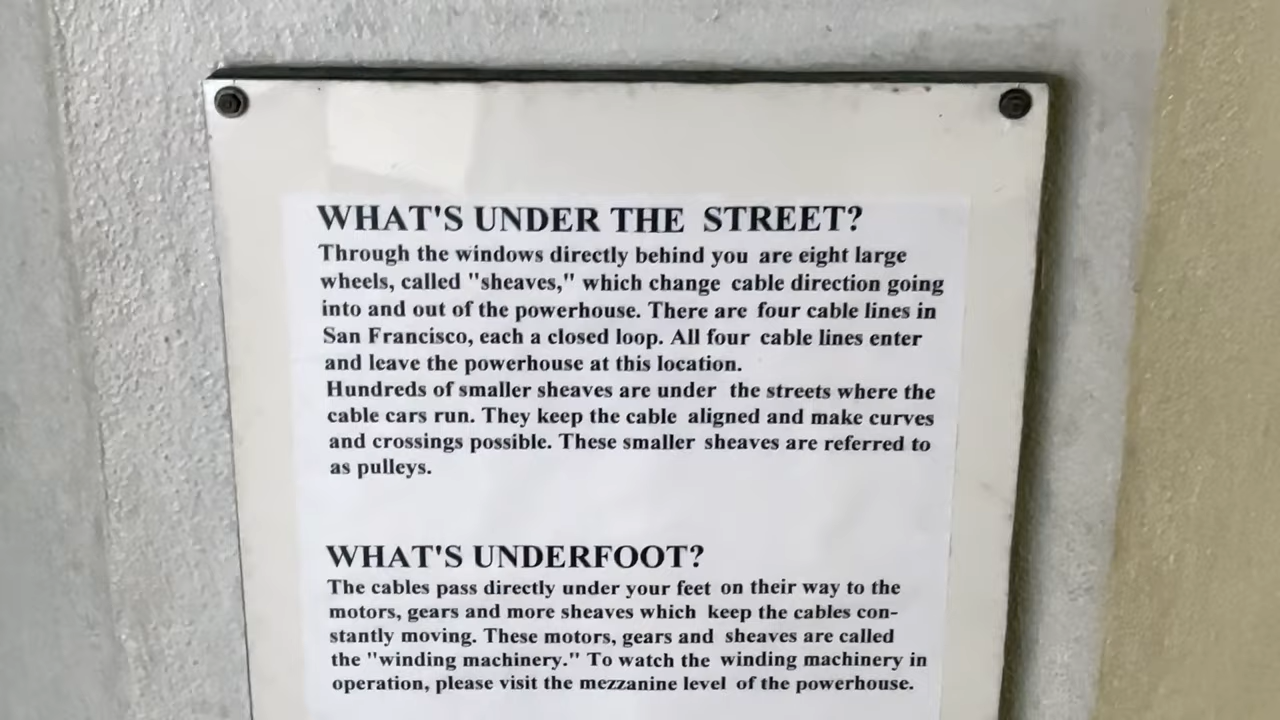 WHAT'S UNDER THE STREET?
Through the windows directly behind you are eight large
wheels, called "sheaves," which change cable direction going
into and out of the powerhouse. There are four cable lines in
San Francisco, each a closed loop. All four cable lines enter
and leave the powerhouse at this location.
Hundreds of smaller sheaves are under the streets where the
cable cars run. They keep the cable aligned and make curves
and crossings possible. These smaller sheaves are referred to
as pulleys.
WHAT'S UNDERFOOT?
The cables pass directly under your feet on their way to the
motors, gears and more sheaves which keep the cables con-
stantly moving. These motors, gears and sheaves are called
the "winding machinery." To watch the winding machinery in
operation, please visit the mezzanine level of the powerhouse.